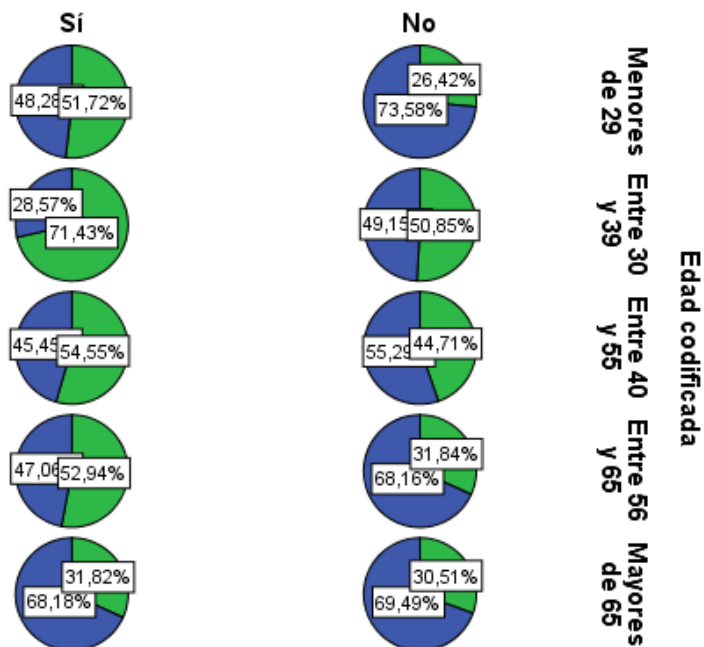 Sí
No
48,28
51,72%
26,42%
73,58%
Menores
de 29
28,57%
71,43%
49,15
50,85%
Entre 30
y 39
45,45
54,55%
55,29
44,71%
Entre 40
y 55
47,06
52,94%
31,84%
68,16%
Entre 56
y 65
31,82%
68,18%
30,51%
69,49%
Mayores
de 65
Edad codificada